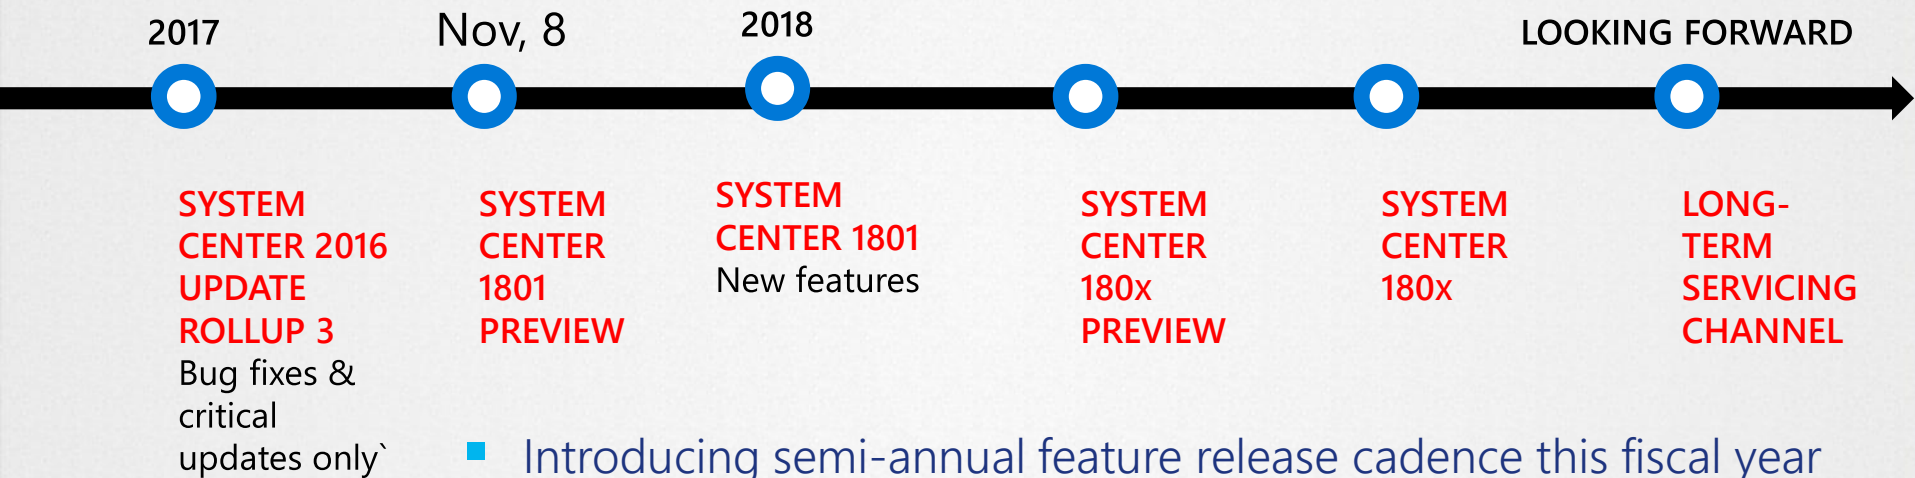 2017
Nov, 8
2018
LOOKING FORWARD
SYSTEM
CENTER 2016
UPDATE
ROLLUP 3
Bug fixes &
critical
updates only`
SYSTEM
CENTER
1801
PREVIEW
SYSTEM
CENTER 1801
New features
SYSTEM
CENTER
180x
PREVIEW
SYSTEM
CENTER
180x
LONG-
TERM
SERVICING
CHANNEL
Introducing semi-annual feature release cadence this fiscal year